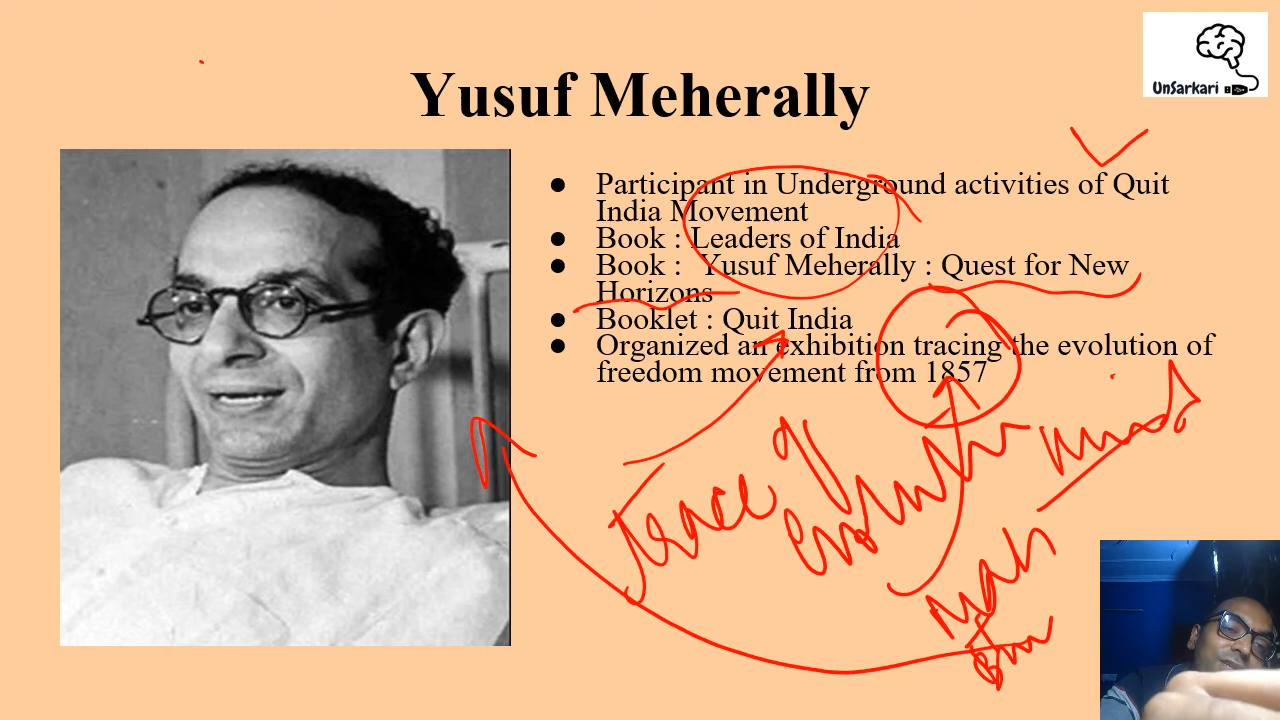 UnSarkari
Yusuf Meherally
● Participant in Underground activities of Quit
India Movement
● Book : Leaders of India
● Book : Yusuf Meherally : Quest for New
Horizons
● Booklet : Quit India
● Organized an exhibition tracing the evolution of
freedom movement from 1857
trace of